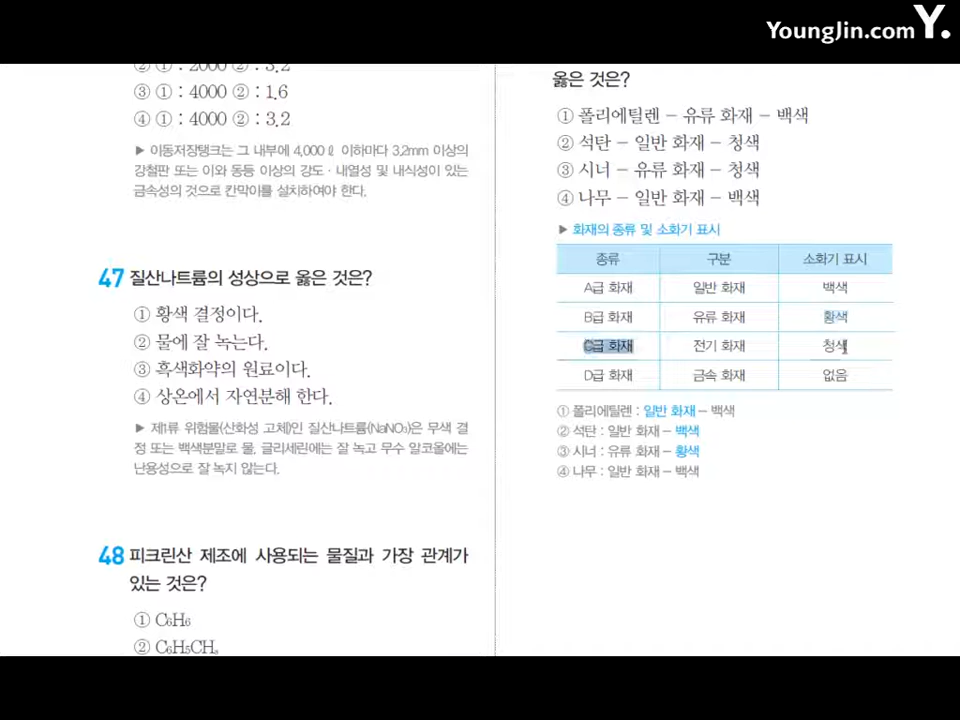 YoungJin.com Y.
② ① : 2000 ② : 3.2
③ ① : 4000 ② : 1.6
④ ① : 4000 ② : 3.2
▶ 이동저장탱크는 그 내부에 4,000ℓ 이하마다 3.2mm 이상의
강철판 또는 이와 동등 이상의 강도·내열성 및 내식성이 있는
금속성의 것으로 칸막이를 설치하여야 한다.
47 질산나트륨의 성상으로 옳은 것은?
① 황색 결정이다.
② 물에 잘 녹는다.
③ 흑색화약의 원료이다.
④ 상온에서 자연분해 한다.
▶ 제1류 위험물(산화성 고체)인 질산나트륨(NaNO₃)은 무색 결
정 또는 백색분말로 물, 글리세린에는 잘 녹고 무수 알코올에는
난용성으로 잘 녹지 않는다.
48 피크린산 제조에 사용되는 물질과 가장 관계가
있는 것은?
① C₆H₆
② C₆H₅CH₃
옳은 것은?
① 폴리에틸렌 – 유류 화재 – 백색
② 석탄 – 일반 화재 – 청색
③ 시너 – 유류 화재 – 청색
④ 나무 – 일반 화재 – 백색
▶ 화재의 종류 및 소화기 표시
종류 구분 소화기 표시
A급 화재 일반 화재 백색
B급 화재 유류 화재 황색
C급 화재 전기 화재 청색
D급 화재 금속 화재 없음
① 폴리에틸렌 : 일반 화재 – 백색
② 석탄 : 일반 화재 – 백색
③ 시너 : 유류 화재 – 황색
④ 나무 : 일반 화재 – 백색